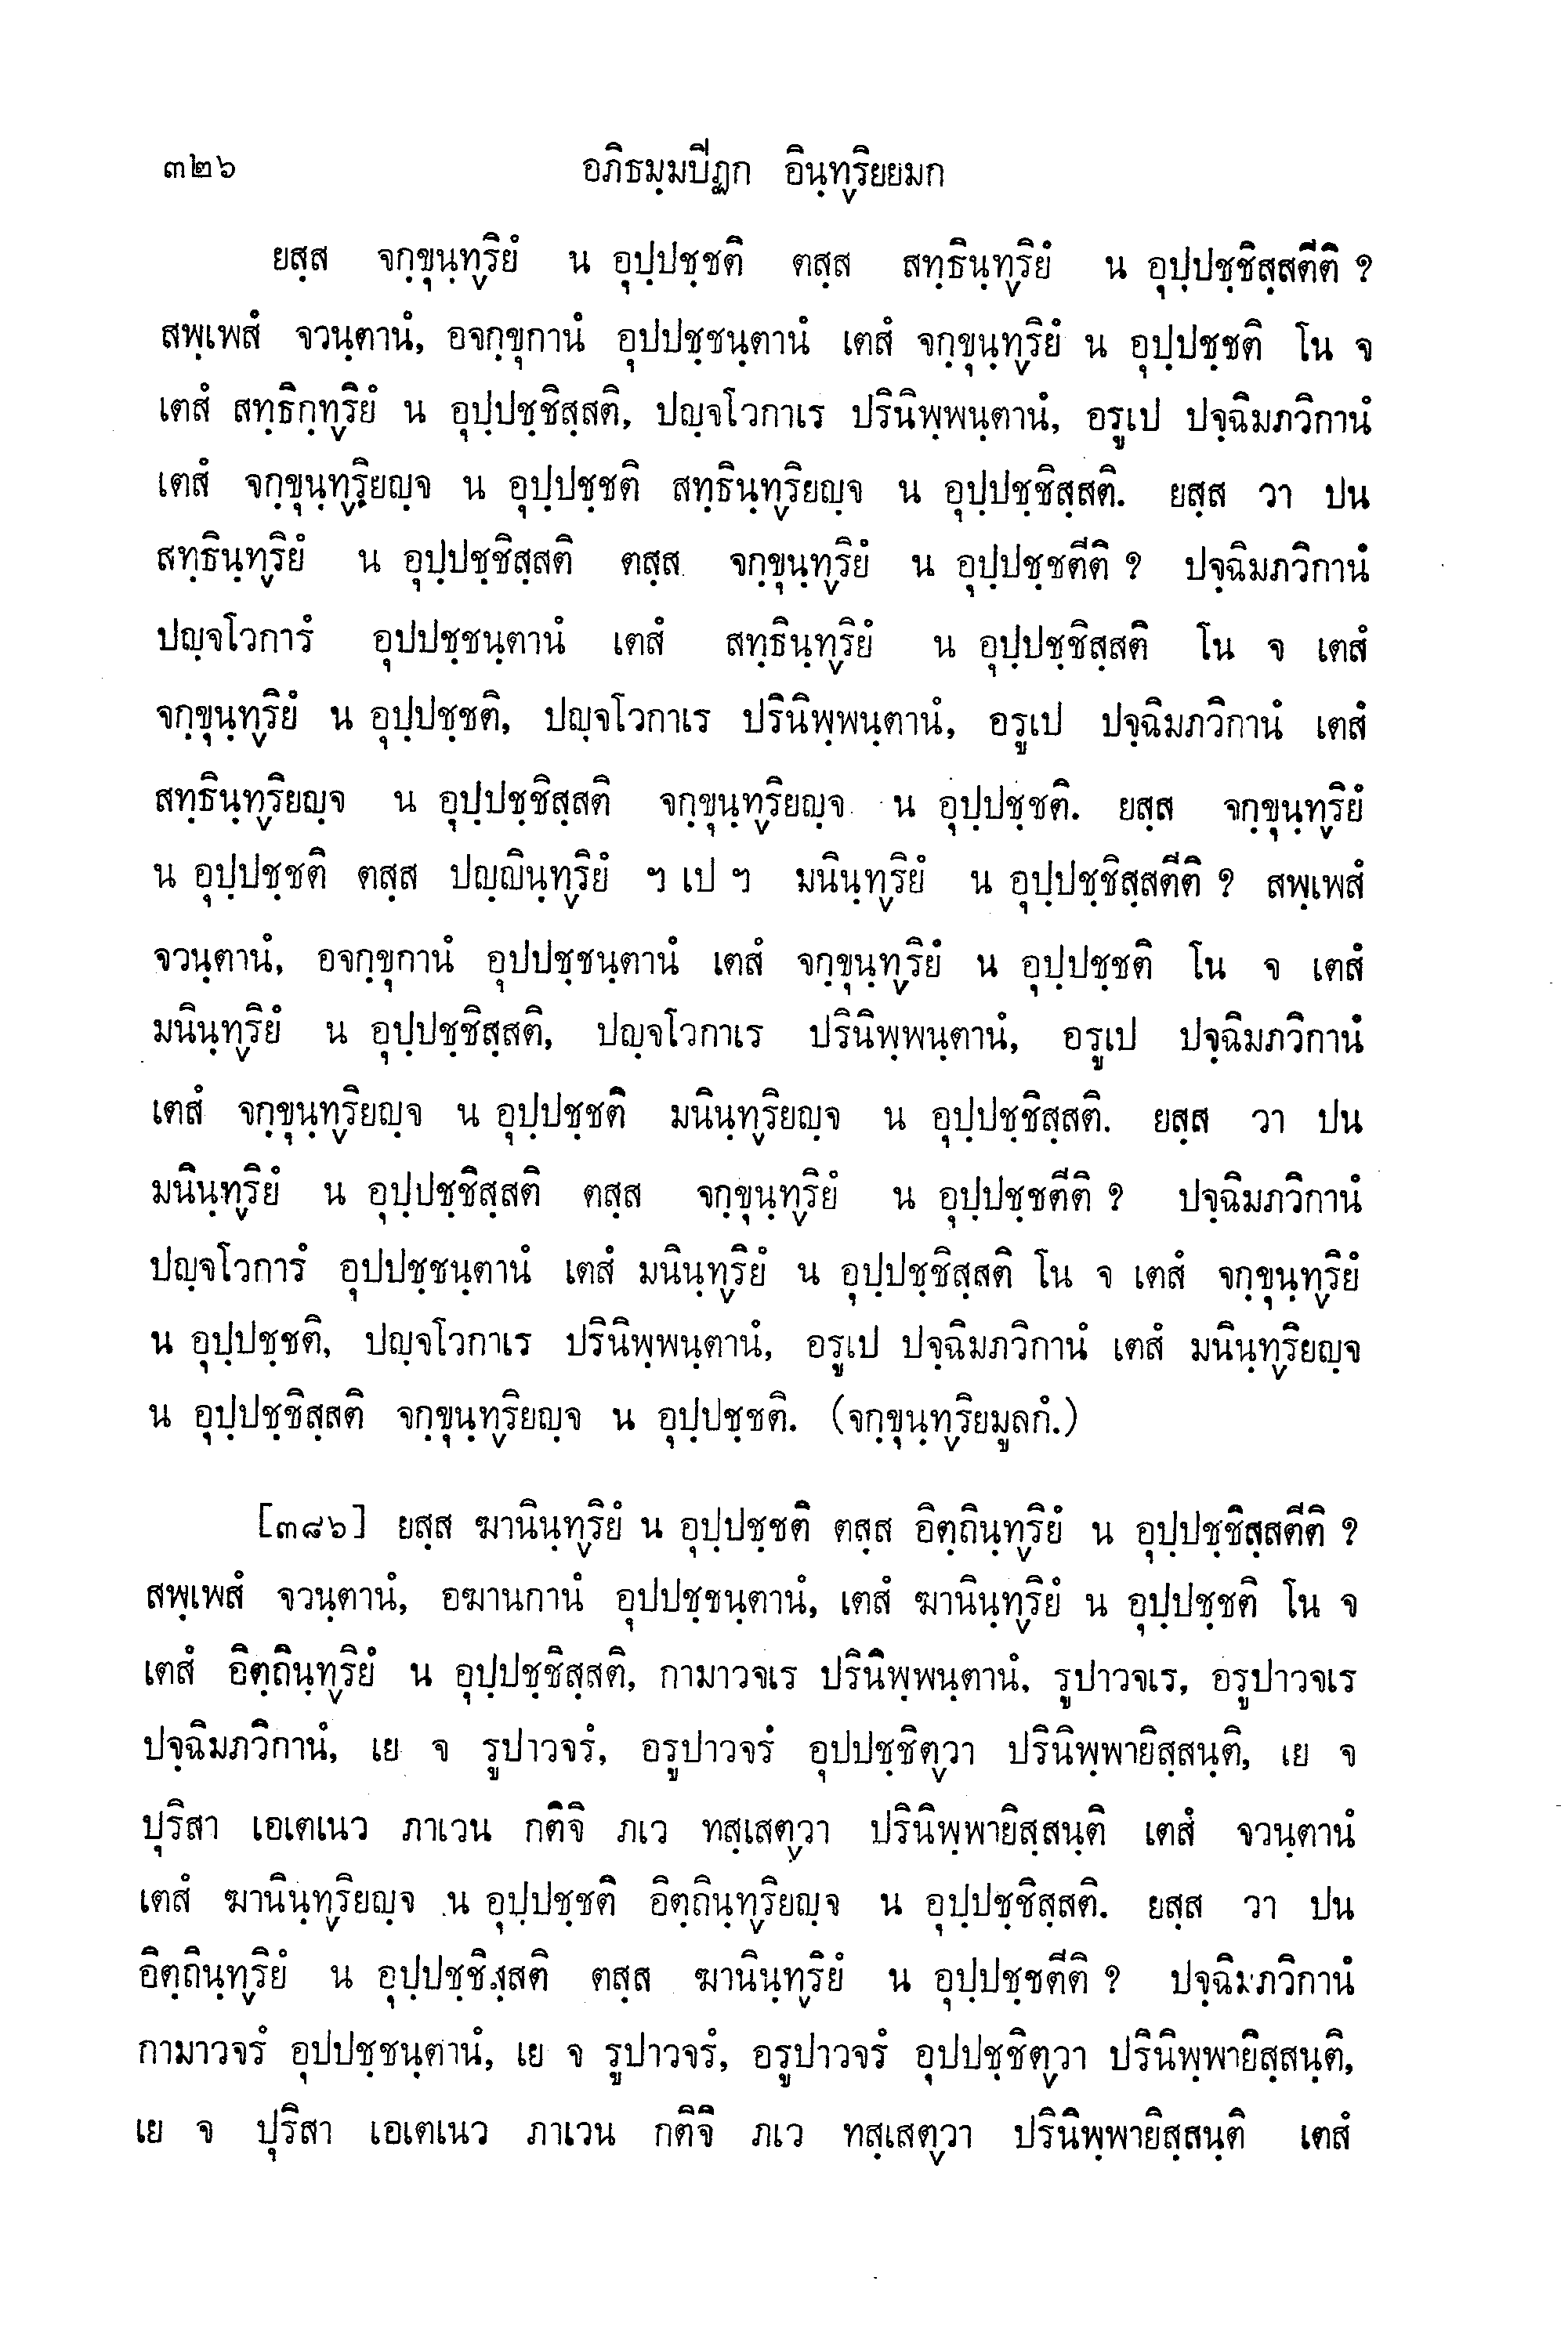 ๓๒๖ อภิธมฺมปีฏก อินฺทฺริยยมก
ยสฺส จกฺขุนฺทฺริยํ น อุปฺปชฺชติ ตสฺส สทฺธินฺทฺริยํ น อุปฺปชฺชิสฺสตีติ ?
สพฺเพสํ จวนฺตานํ, อจกฺขุกานํ อุปปชฺชนฺตานํ เตสํ จกฺขุนฺทฺริยํ น อุปฺปชฺชติ โน จ
เตสํ สทฺธิกฺทฺริยํ น อุปฺปชฺชิสฺสติ, ปญฺจโวกาเร ปรินิพฺพนฺตานํ, อรูเป ปจฺฉิมภวิกานํ
เตสํ จกฺขุนฺทฺริยญฺจ น อุปฺปชฺชติ สทฺธินฺทฺริยญฺจ น อุปฺปชฺชิสฺสติ. ยสฺส วา ปน
สทฺธินฺทฺริยํ น อุปฺปชฺชิสฺสติ ตสฺส จกฺขุนฺทฺริยํ น อุปฺปชฺชตีติ ? ปจฺฉิมภวิกานํ
ปญฺจโวการํ อุปปชฺชนฺตานํ เตสํ สทฺธินฺทฺริยํ น อุปฺปชฺชิสฺสติ โน จ เตสํ
จกฺขุนฺทฺริยํ น อุปฺปชฺชติ, ปญฺจโวกาเร ปรินิพฺพนฺตานํ, อรูเป ปจฺฉิมภวิกานํ เตสํ
สทฺธินฺทฺริยญฺจ น อุปฺปชฺชิสฺสติ จกฺขุนฺทฺริยญฺจ น อุปฺปชฺชติ. ยสฺส จกฺขุนฺทฺริยํ
น อุปฺปชฺชติ ตสฺส ปญฺญินฺทฺริยํ ฯ เป ฯ มนินฺทฺริยํ น อุปฺปชฺชิสฺสตีติ ? สพฺเพสํ
จวนฺตานํ, อจกฺขุกานํ อุปปชฺชนฺตานํ เตสํ จกฺขุนฺทฺริยํ น อุปฺปชฺชติ โน จ เตสํ
มนินฺทฺริยํ น อุปฺปชฺชิสฺสติ, ปญฺจโวกาเร ปรินิพฺพนฺตานํ, อรูเป ปจฺฉิมภวิกานํ
เตสํ จกฺขุนฺทฺริยญฺจ น อุปฺปชฺชติ มนินฺทฺริยญฺจ น อุปฺปชฺชิสฺสติ. ยสฺส วา ปน
มนินฺทฺริยํ น อุปฺปชฺชิสฺสติ ตสฺส จกฺขุนฺทฺริยํ น อุปฺปชฺชตีติ ? ปจฺฉิมภวิกานํ
ปญฺจโวการํ อุปปชฺชนฺตานํ เตสํ มนินฺทฺริยํ น อุปฺปชฺชิสฺสติ โน จ เตสํ จกฺขุนฺทฺริยํ
น อุปฺปชฺชติ, ปญฺจโวกาเร ปรินิพฺพนฺตานํ, อรูเป ปจฺฉิมภวิกานํ เตสํ มนินฺทฺริยญฺจ
น อุปฺปชฺชิสฺสติ จกฺขุนฺทฺริยญฺจ น อุปฺปชฺชติ. (จกฺขุนฺทฺริยมูลกํ.)
[๓๘๖] ยสฺส ฆานินฺทฺริยํ น อุปฺปชฺชติ ตสฺส อิตฺถินฺทฺริยํ น อุปฺปชฺชิสฺสตีติ ?
สพฺเพสํ จวนฺตานํ, อฆานกานํ อุปปชฺชนฺตานํ, เตสํ ฆานินฺทฺริยํ น อุปฺปชฺชติ โน จ
เตสํ อิตฺถินฺทฺริยํ น อุปฺปชฺชิสฺสติ, กามาวจเร ปรินิพฺพนฺตานํ, รูปาวจเร, อรูปาวจเร
ปจฺฉิมภวิกานํ, เย จ รูปาวจรํ, อรูปาวจรํ อุปปชฺชิตฺวา ปรินิพฺพายิสฺสนฺติ, เย จ
ปุริสา เอเตเนว ภาเวน กติจิ ภเว ทสฺเสตฺวา ปรินิพฺพายิสฺสนฺติ เตสํ จวนฺตานํ
เตสํ ฆานินฺทฺริยญฺจ น อุปฺปชฺชติ อิตฺถินฺทฺริยญฺจ น อุปฺปชฺชิสฺสติ. ยสฺส วา ปน
อิตฺถินฺทฺริยํ น อุปฺปชฺชิสฺสติ ตสฺส ฆานินฺทฺริยํ น อุปฺปชฺชตีติ ? ปจฺฉิมภวิกานํ
กามาวจรํ อุปปชฺชนฺตานํ, เย จ รูปาวจรํ, อรูปาวจรํ อุปปชฺชิตฺวา ปรินิพฺพายิสฺสนฺติ,
เย จ ปุริสา เอเตเนว ภาเวน กติจิ ภเว ทสฺเสตฺวา ปรินิพฺพายิสฺสนฺติ เตสํ